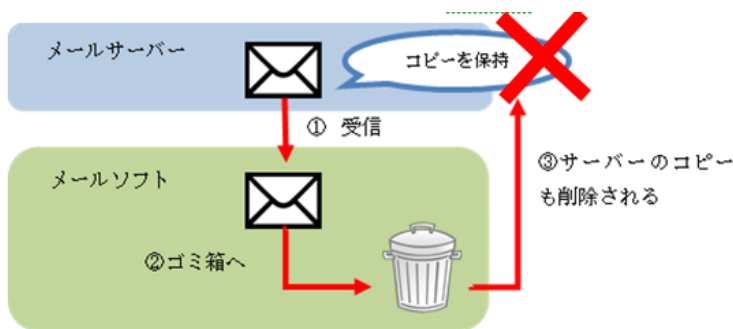 メールサーバー
コピーを保持
① 受信
メールソフト
②ゴミ箱へ
③サーバーのコピー
も削除される